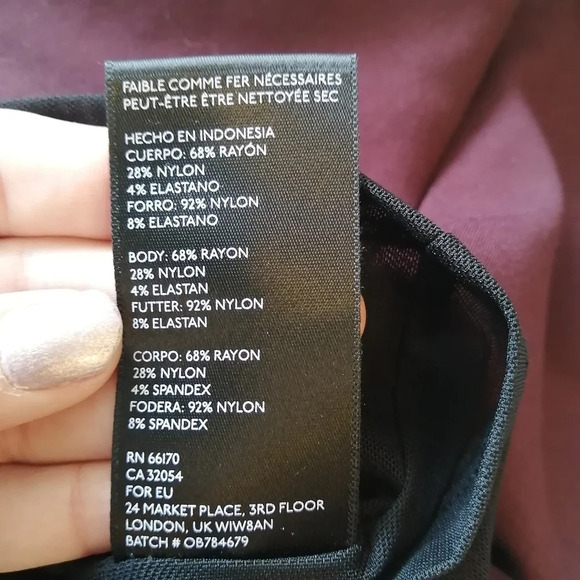 FAIBLE COMME FER NÉCESSAIRES
PEUT-ÊTRE ÊTRE NETTOYÉE SEC
HECHO EN INDONESIA
CUERPO: 68% RAYÓN
28% NYLON
4% ELASTANO
FORRO: 92% NYLON
8% ELASTANO
BODY: 68% RAYON
28% NYLON
4% ELASTAN
FUTTER: 92% NYLON
8% ELASTAN
CORPO: 68% RAYON
28% NYLON
4% SPANDEX
FODERA: 92% NYLON
8% SPANDEX
RN 66170
CA 32054
FOR EU
24 MARKET PLACE, 3RD FLOOR
LONDON, UK WIW8AN
BATCH # OB784679